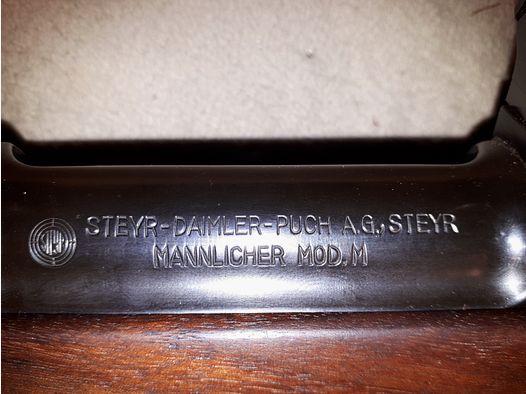 STEYR-DAIMLER-PUCH A.G., STEYR
MANNLICHER MOD. M